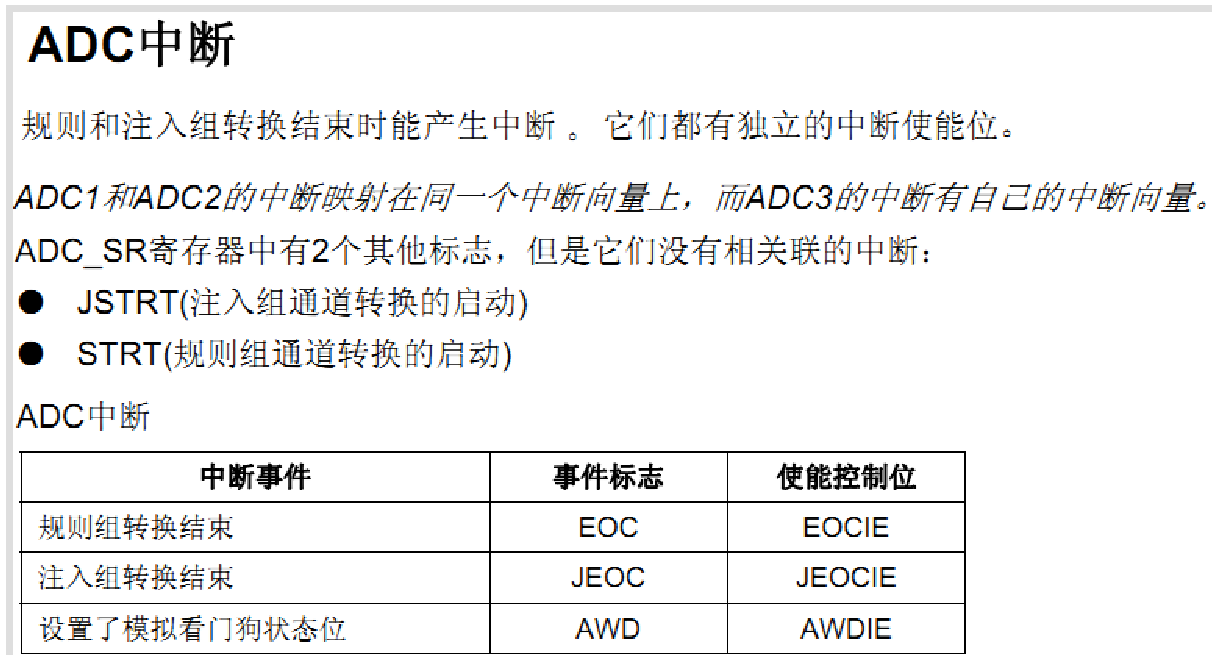 ADC中断
规则和注入组转换结束时能产生中断 。 它们都有独立的中断使能位。
ADC1和ADC2的中断映射在同一个中断向量上，而ADC3的中断有自己的中断向量。
ADC_SR寄存器中有2个其他标志，但是它们没有相关联的中断：
● JSTRT(注入组通道转换的启动)
● STRT(规则组通道转换的启动)
ADC中断
中断事件 事件标志 使能控制位
规则组转换结束 EOC EOCIE
注入组转换结束 JEOC JEOCIE
设置了模拟看门狗状态位 AWD AWDIE